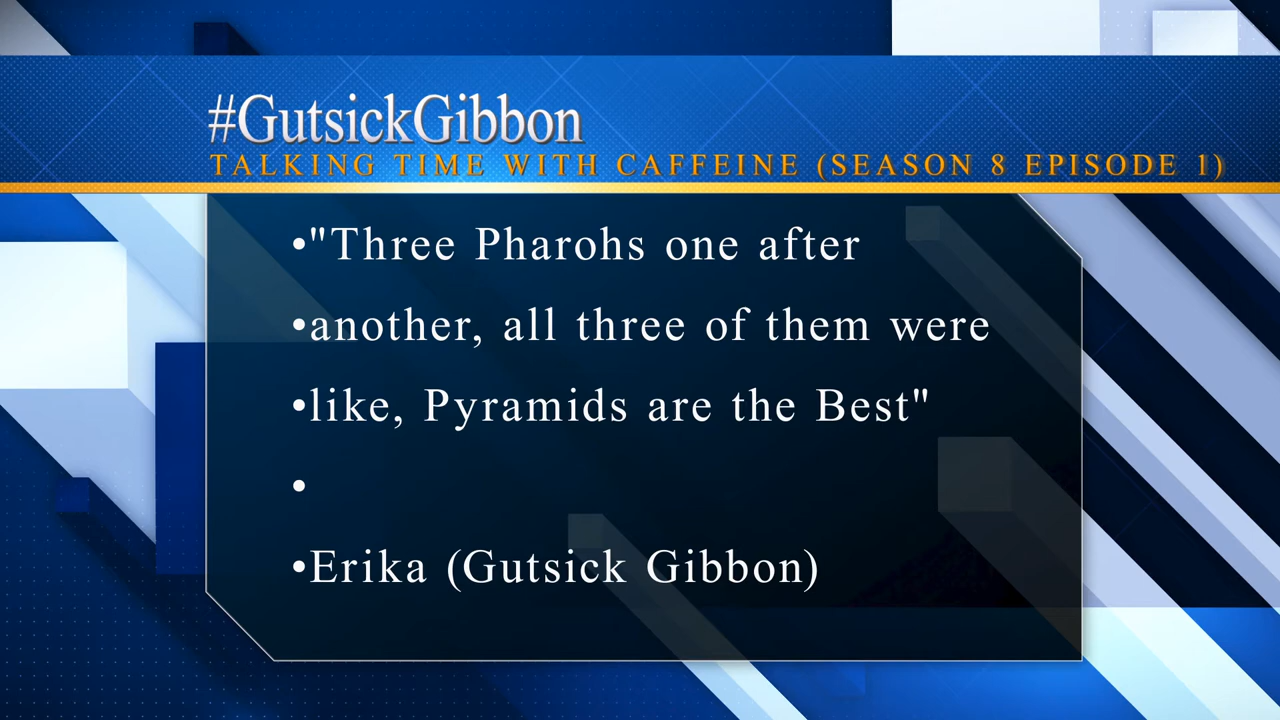 #GutsickGibbon
TALKING TIME WITH CAFFEINE (SEASON 8 EPISODE 1)
•"Three Pharohs one after
•another, all three of them were
•like, Pyramids are the Best"
•
•Erika (Gutsick Gibbon)